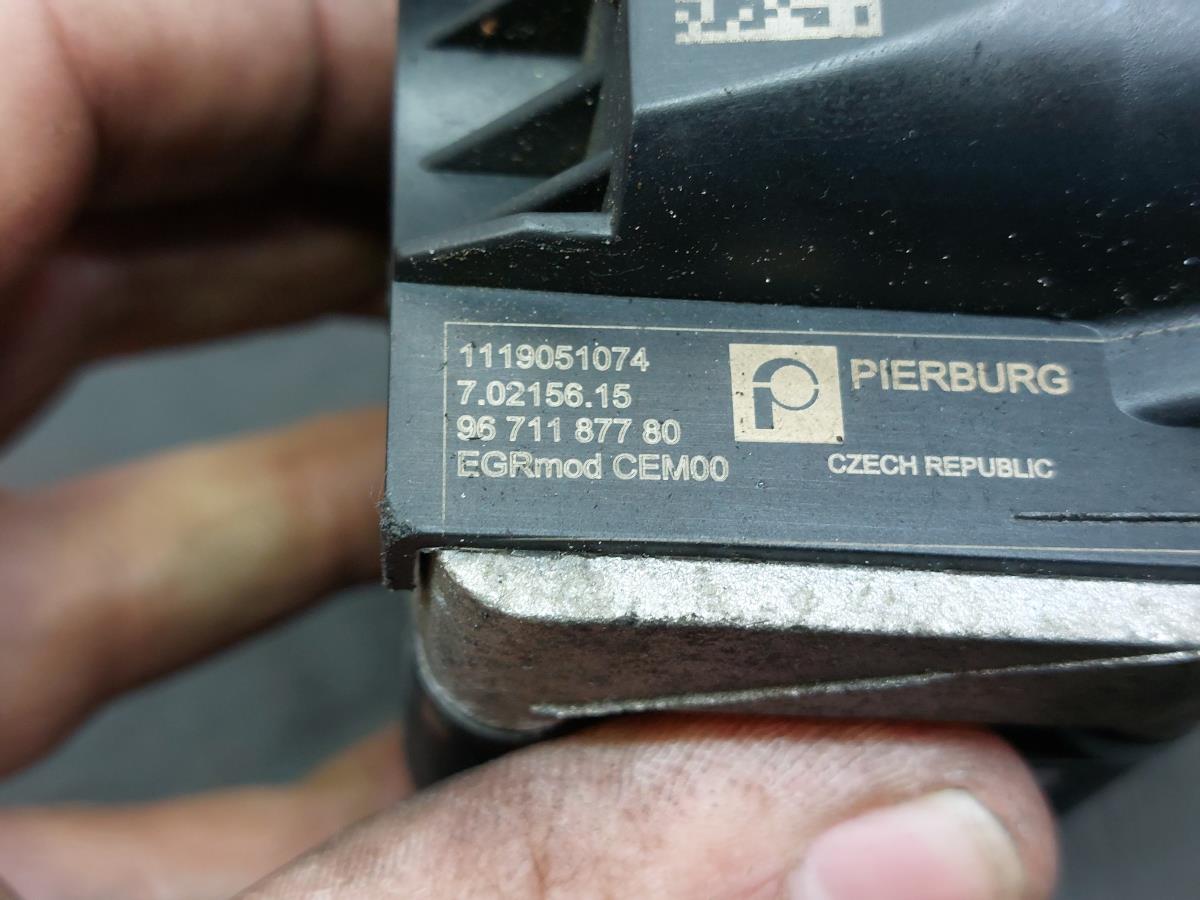 1119051074
7.02156.15
96 711 877 80
EGRmod CEM00
PIERBURG
CZECH REPUBLIC